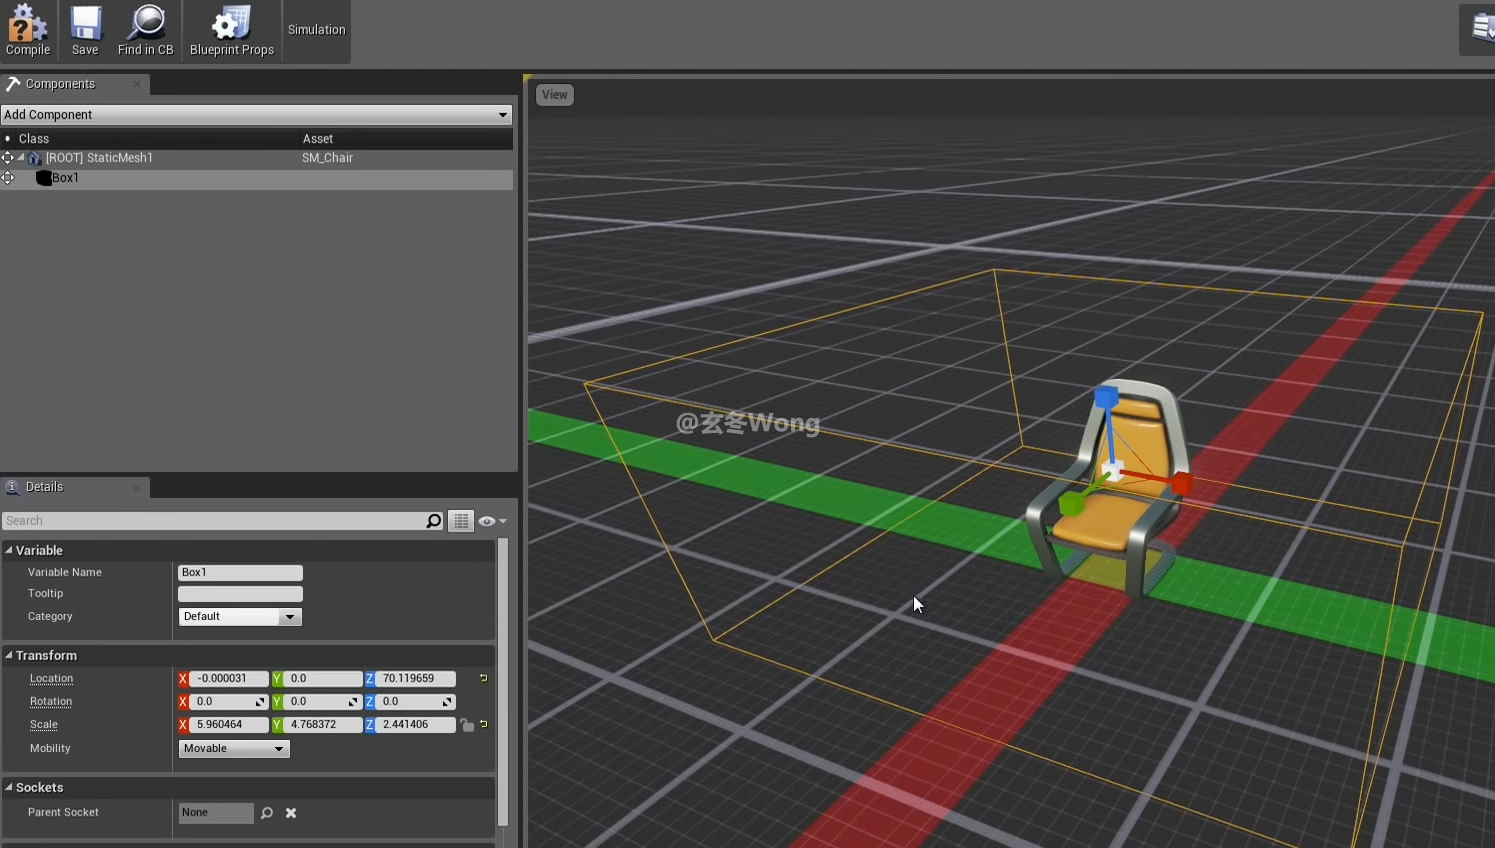 Compile
Save
Find in CB
Blueprint Props
Simulation
Components
Add Component
Class
Asset
[ROOT] StaticMesh1
SM_Chair
Box1
View
@玄冬Wong
Details
Search
Variable
Variable Name
Box1
Tooltip
Category
Default
Transform
Location
X -0.000031
Y 0.0
Z 70.119659
Rotation
X 0.0
Y 0.0
Z 0.0
Scale
X 5.960464
Y 4.768372
Z 2.441406
Mobility
Movable
Sockets
Parent Socket
None